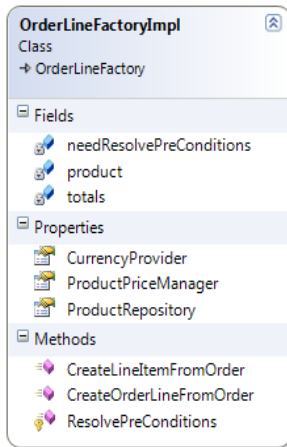 OrderLineFactoryImpl
Class
OrderLineFactory
Fields
needResolvePreConditions
product
totals
Properties
CurrencyProvider
ProductPriceManager
ProductRepository
Methods
CreateLineItemFromOrder
CreateOrderLineFromOrder
ResolvePreConditions